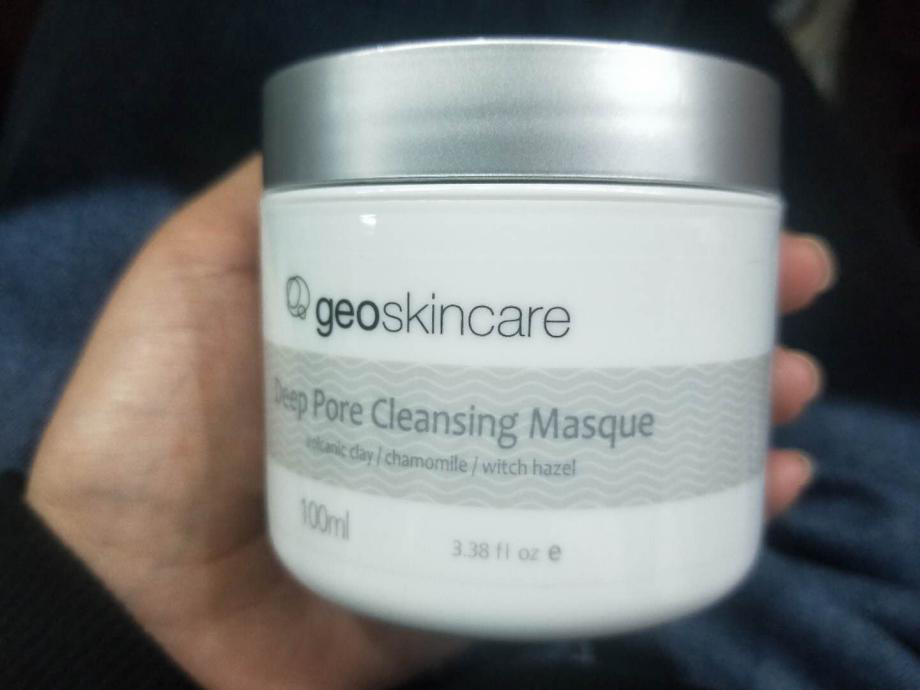 geoskincare
Deep Pore Cleansing Masque
volcanic clay / chamomile / witch hazel
100ml
3.38 fl oz e